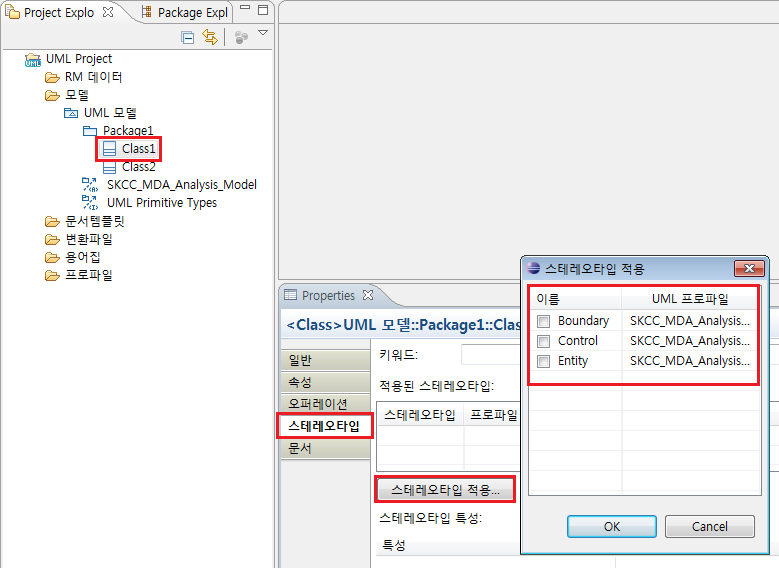 Project Explo
Package Expl
UML Project
RM 데이터
모델
UML 모델
Package1
Class1
Class2
SKCC_MDA_Analysis_Model
UML Primitive Types
문서템플릿
변환파일
용어집
프로파일
Properties
<Class>UML 모델::Package1::Clas
일반
속성
오퍼레이션
스테레오타입
문서
키워드:
적용된 스테레오타입:
스테레오타입 프로파일
스테레오타입 적용...
스테레오타입 특성:
특성
스테레오타입 적용
이름 UML 프로파일
Boundary SKCC_MDA_Analysis...
Control SKCC_MDA_Analysis...
Entity SKCC_MDA_Analysis...
OK Cancel